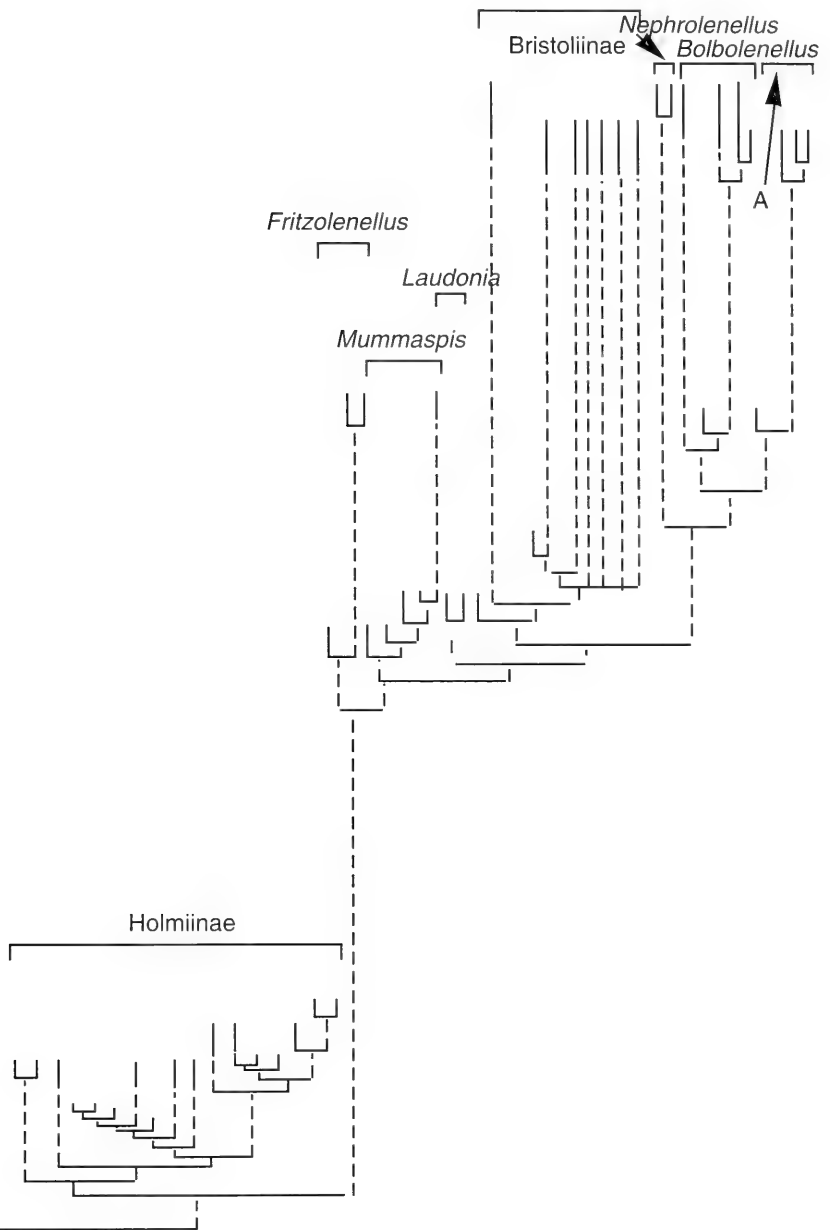 Nephrolenellus
Bristoliinae
Bolbolenellus
A
Fritzolenellus
Laudonia
Mummaspis
Holmiinae